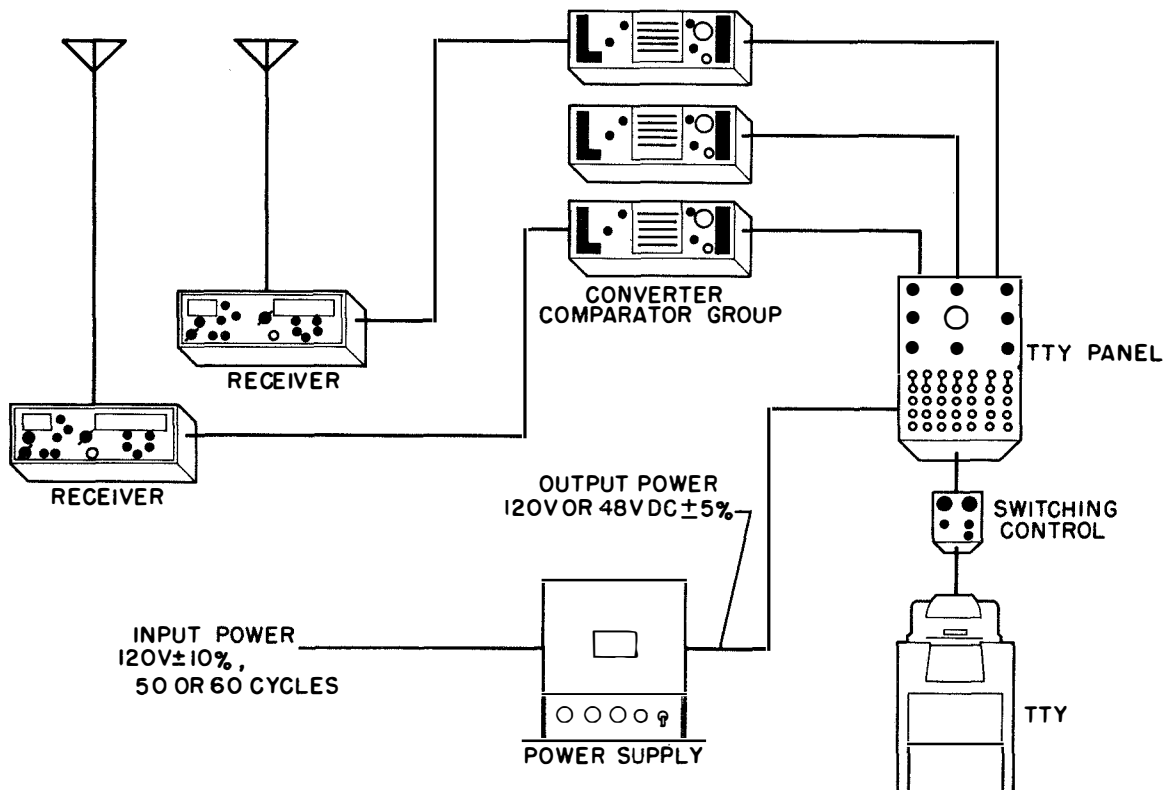 CONVERTER
COMPARATOR GROUP
TTY PANEL
RECEIVER
RECEIVER
OUTPUT POWER
120V OR 48V DC ±5%
SWITCHING
CONTROL
INPUT POWER
120V±10%,
50 OR 60 CYCLES
TTY
POWER SUPPLY